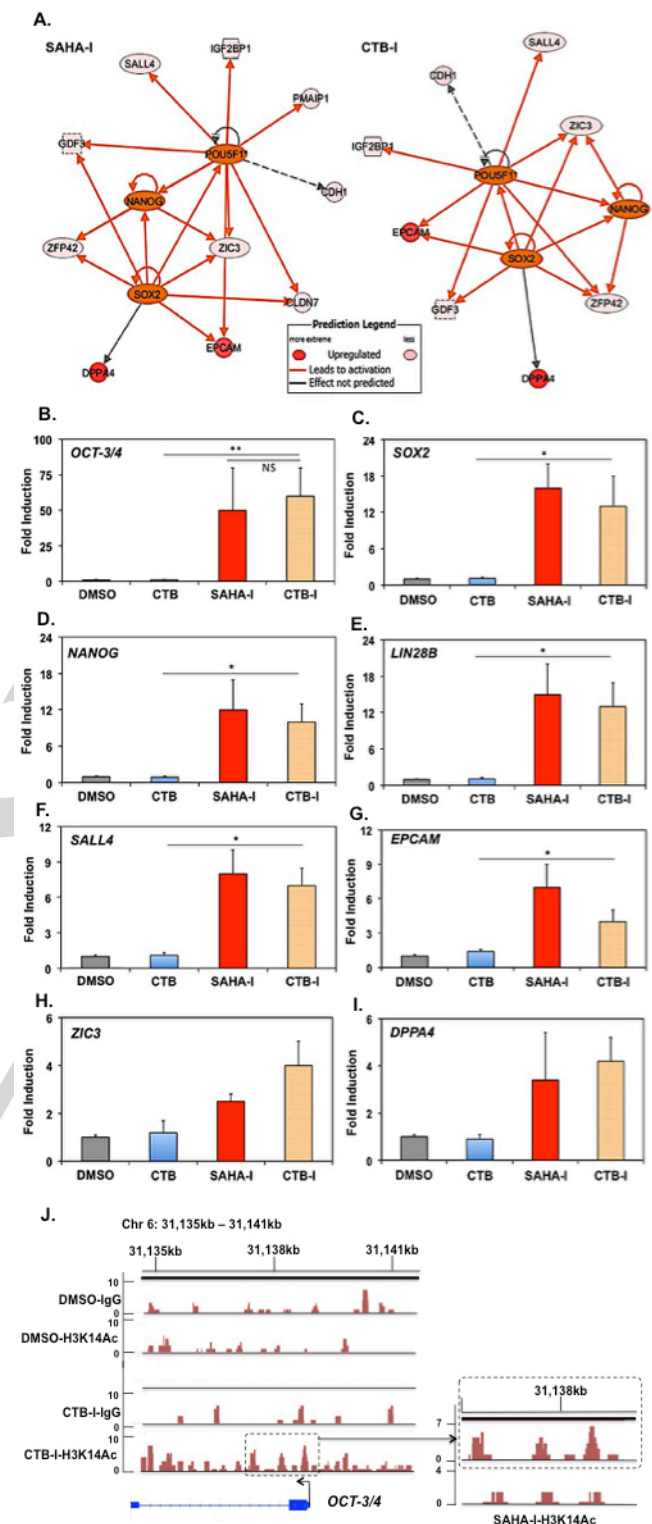 A.
SAHA-I
IGF2BP1
SALL4
PMAIP1
GDF3
POU5F1*
CDH1
NANOG
ZFP42
ZIC3
SOX2
CLDN7
EPCAM
DPPA4
CTB-I
SALL4
CDH1
ZIC3
IGF2BP1
POU5F1*
NANOG
EPCAM
SOX2
GDF3
ZFP42
DPPA4
Prediction Legend
more extreme less
Upregulated
Leads to activation
Effect not predicted
B.
OCT-3/4
**
NS
Fold Induction
100
75
50
25
0
DMSO CTB SAHA-I CTB-I
C.
SOX2
*
Fold Induction
24
18
12
6
0
DMSO CTB SAHA-I CTB-I
D.
NANOG
*
Fold Induction
24
18
12
6
0
DMSO CTB SAHA-I CTB-I
E.
LIN28B
*
Fold Induction
24
18
12
6
0
DMSO CTB SAHA-I CTB-I
F.
SALL4
*
Fold Induction
12
9
6
3
0
DMSO CTB SAHA-I CTB-I
G.
EPCAM
*
Fold Induction
12
9
6
3
0
DMSO CTB SAHA-I CTB-I
H.
ZIC3
Fold Induction
6
4
2
0
DMSO CTB SAHA-I CTB-I
I.
DPPA4
Fold Induction
6
4
2
0
DMSO CTB SAHA-I CTB-I
J.
Chr 6: 31,135kb – 31,141kb
31,135kb 31,138kb 31,141kb
10
DMSO-IgG
0
10
DMSO-H3K14Ac
0
10
CTB-I-IgG
0
10
CTB-I-H3K14Ac
0
OCT-3/4
31,138kb
7
0
4
0
SAHA-I-H3K14Ac